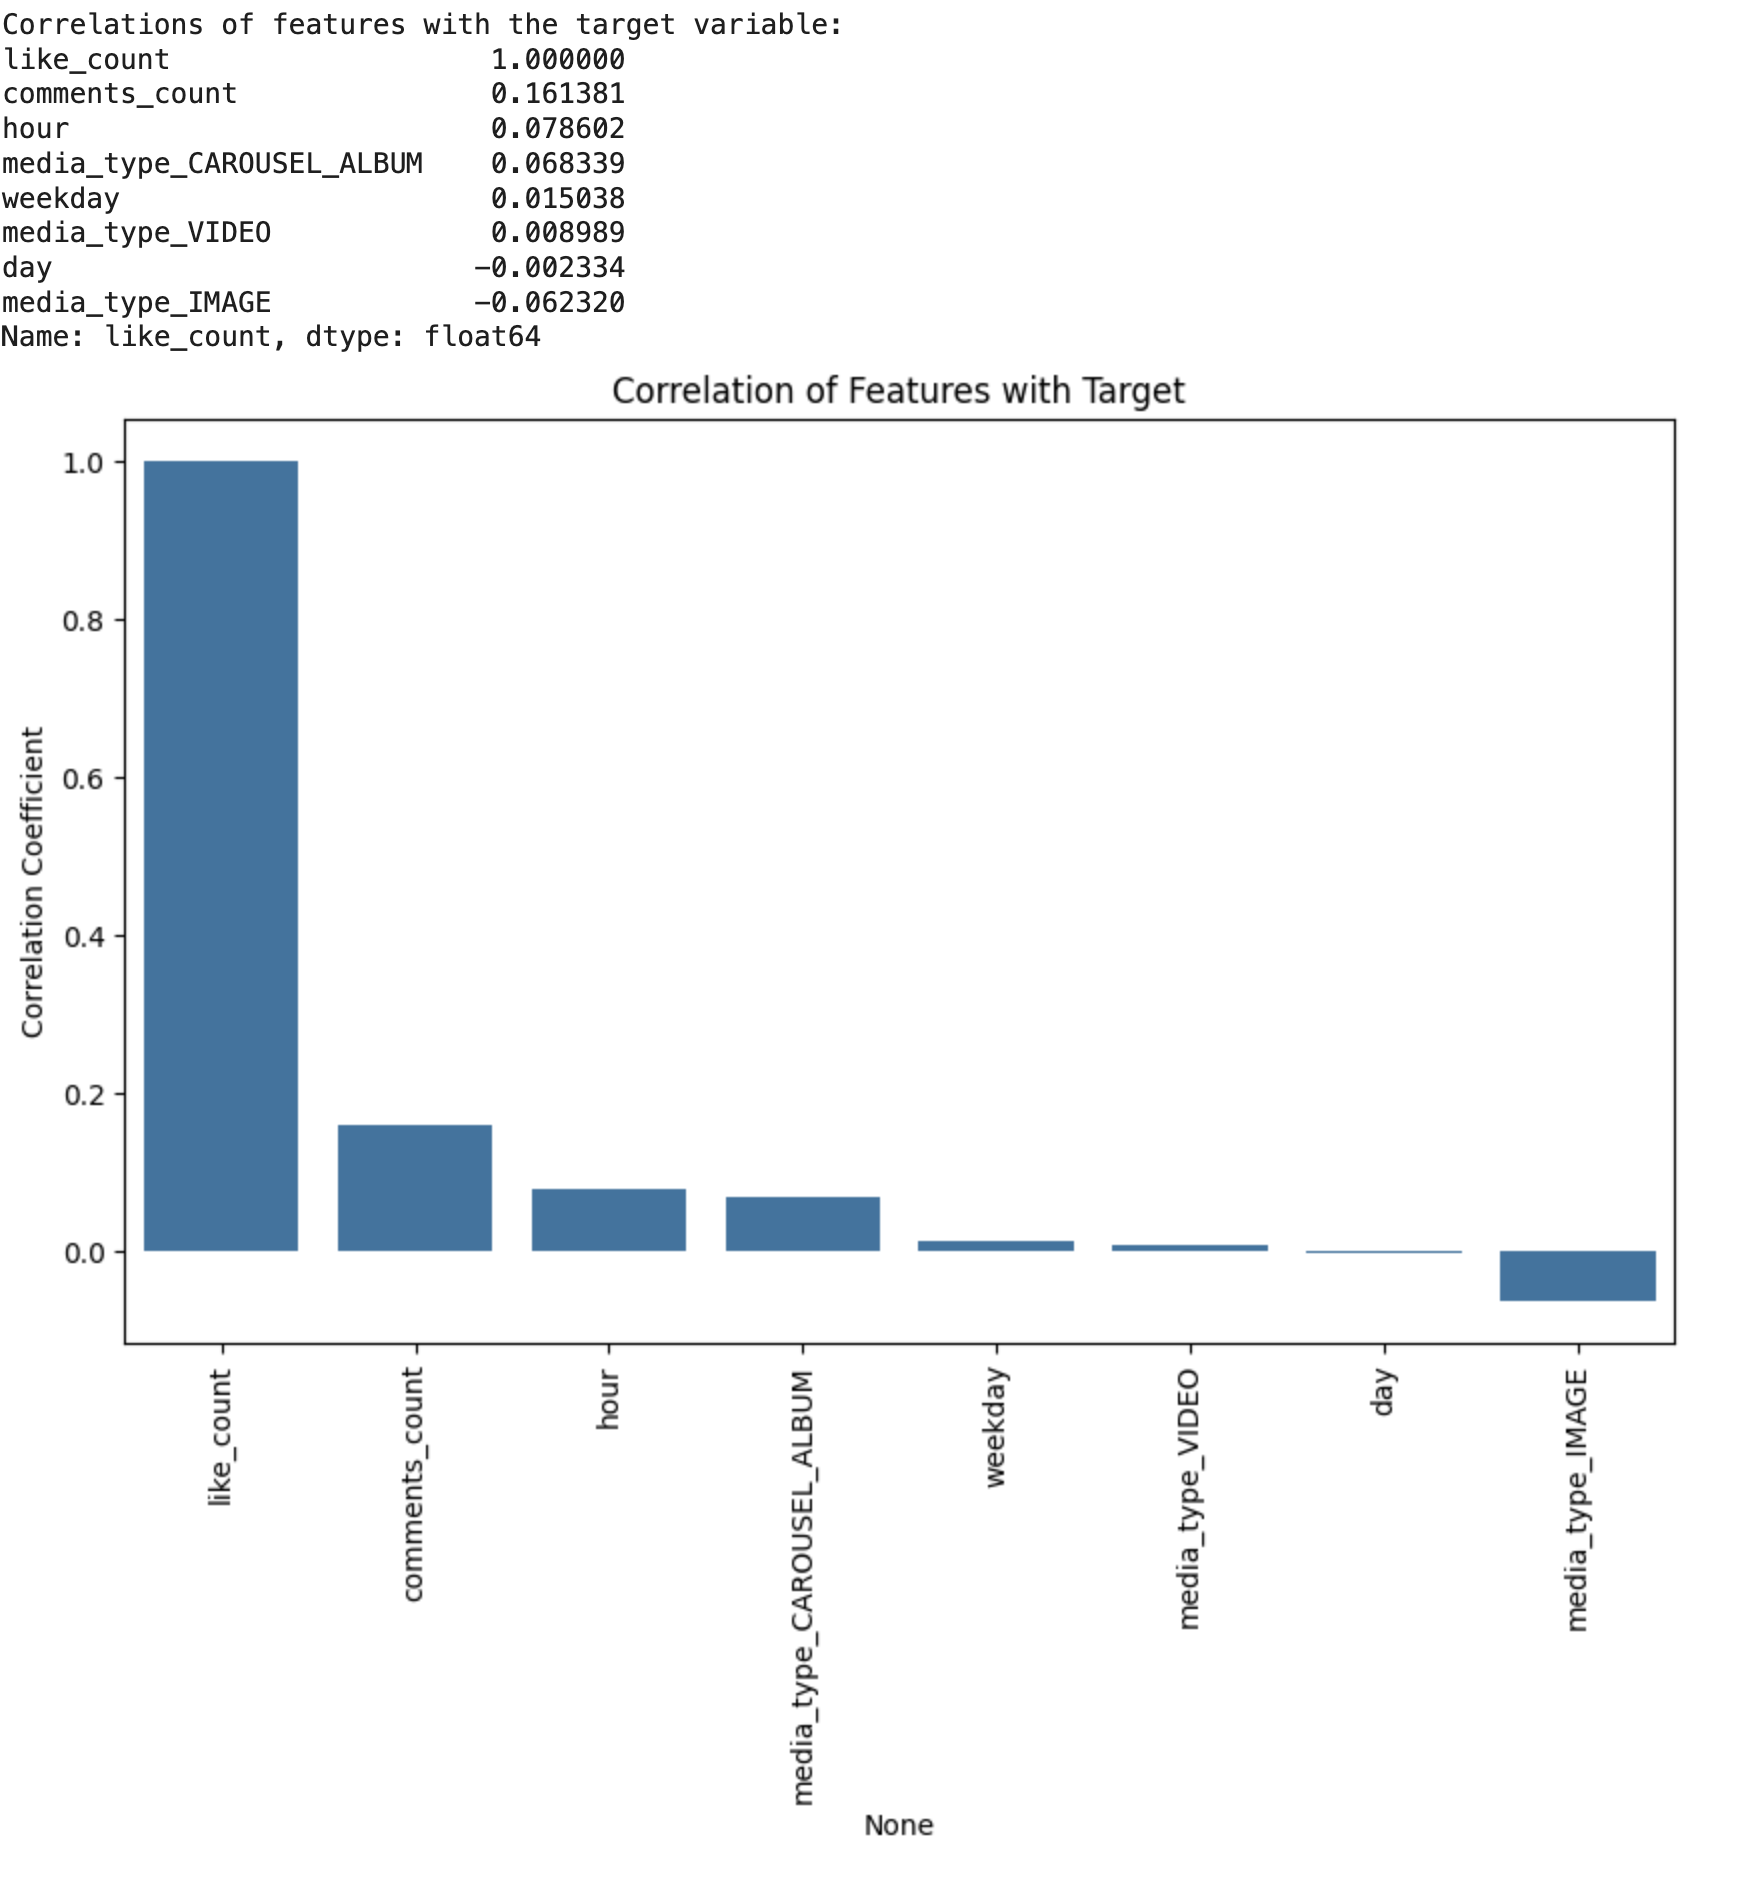 Correlations of features with the target variable:
like_count 1.000000
comments_count 0.161381
hour 0.078602
media_type_CAROUSEL_ALBUM 0.068339
weekday 0.015038
media_type_VIDEO 0.008989
day −0.002334
media_type_IMAGE −0.062320
Name: like_count, dtype: float64
Correlation of Features with Target
1.0
0.8
0.6
0.4
0.2
0.0
Correlation Coefficient
like_count
comments_count
hour
media_type_CAROUSEL_ALBUM
weekday
media_type_VIDEO
day
media_type_IMAGE
None